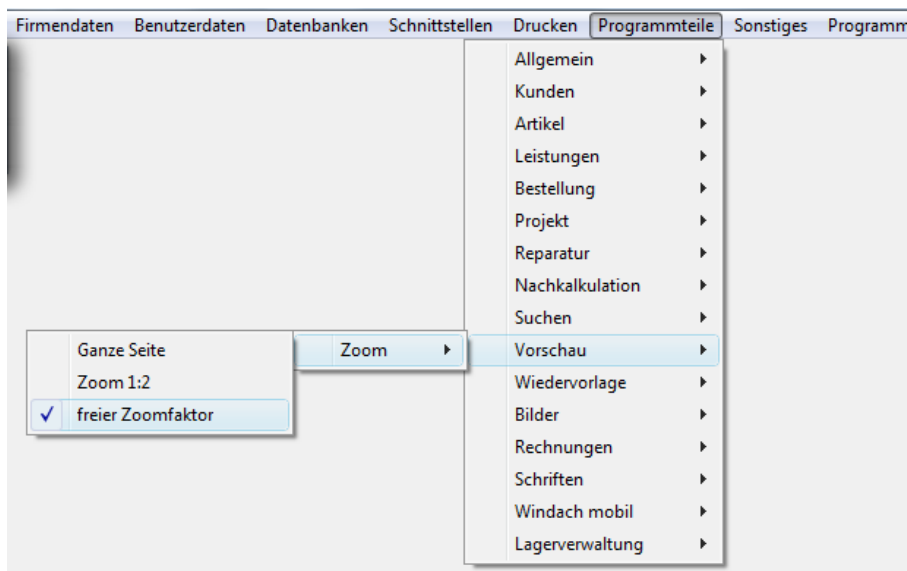 Firmendaten Benutzerdaten Datenbanken Schnittstellen Drucken Programmteile Sonstiges Programm
Allgemein
Kunden
Artikel
Leistungen
Bestellung
Projekt
Reparatur
Nachkalkulation
Suchen
Vorschau
Wiedervorlage
Bilder
Rechnungen
Schriften
Windach mobil
Lagerverwaltung
Zoom
Ganze Seite
Zoom 1:2
freier Zoomfaktor